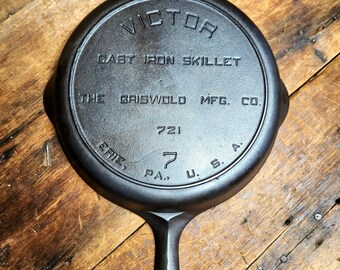 VICTOR
CAST IRON SKILLET
THE GRISWOLD MFG. CO.
721
7
ERIE, PA., U. S. A.